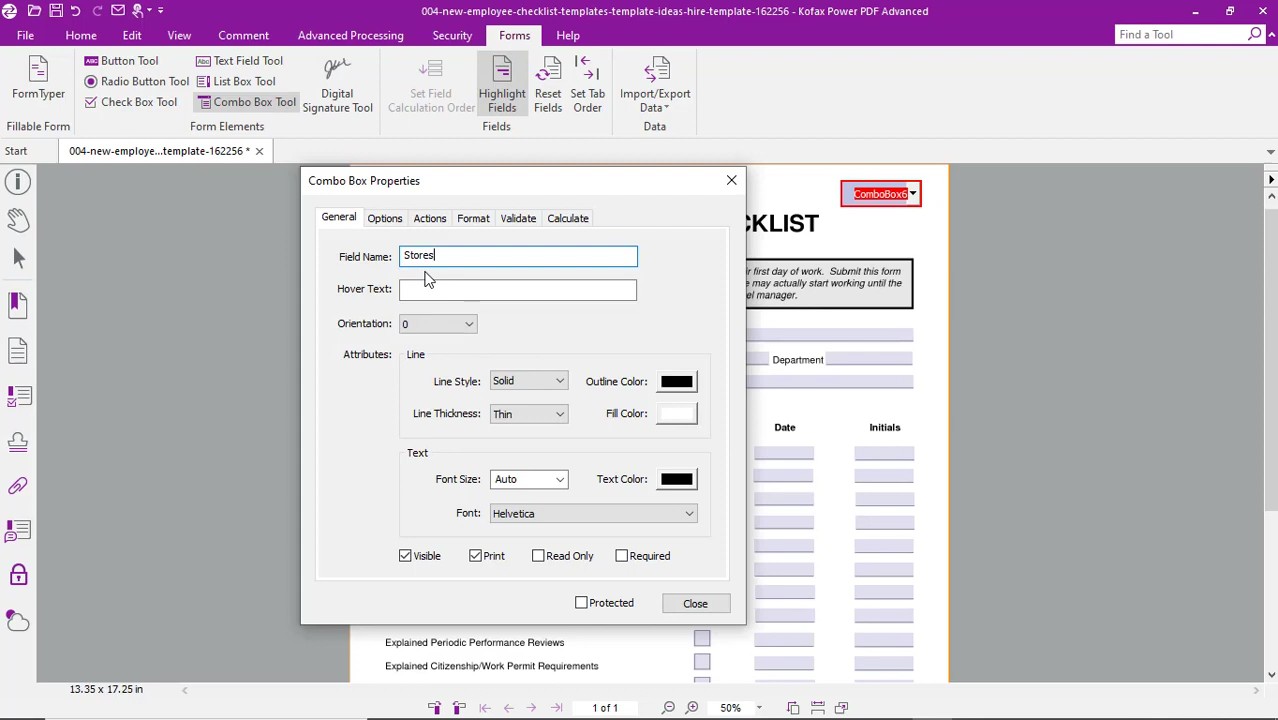 004-new-employee-checklist-templates-template-ideas-hire-template-162256 - Kofax Power PDF Advanced
File Home Edit View Comment Advanced Processing Security Forms Help Find a Tool
FormTyper
Button Tool
Radio Button Tool
Check Box Tool
Text Field Tool
List Box Tool
Combo Box Tool
Digital
Signature Tool
Set Field
Calculation Order
Highlight
Fields
Reset
Fields
Set Tab
Order
Import/Export
Data
Fillable Form
Form Elements
Fields
Data
Start 004-new-employe...template-162256 *
Combo Box Properties
General Options Actions Format Validate Calculate
Field Name: Stores
Hover Text:
Orientation: 0
Attributes: Line
Line Style: Solid Outline Color:
Line Thickness: Thin Fill Color:
Text
Font Size: Auto Text Color:
Font: Helvetica
Visible Print Read Only Required
Protected Close
ComboBox6
CKLIST
ir first day of work. Submit this form
e may actually start working until the
el manager.
Department
Date Initials
Explained Periodic Performance Reviews
Explained Citizenship/Work Permit Requirements
13.35 x 17.25 in
1 of 1
50%